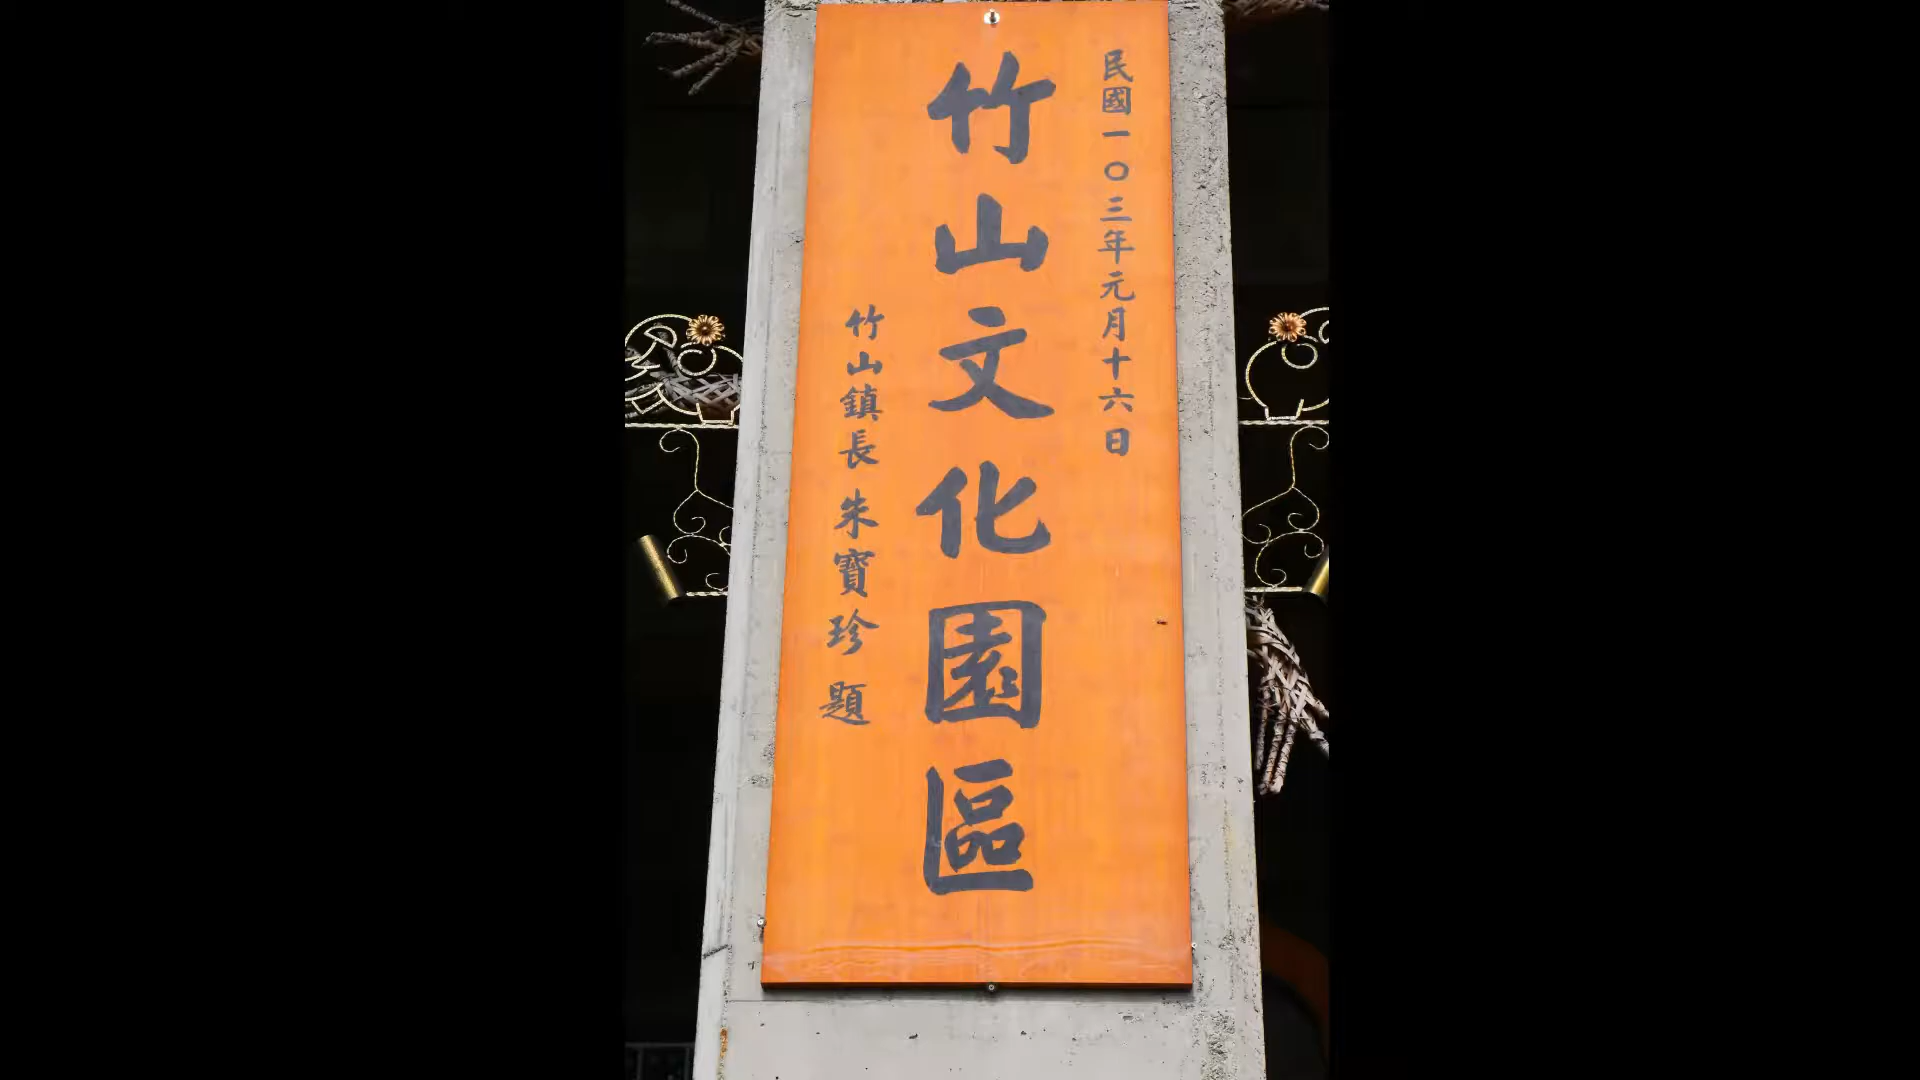 民國一〇三年元月十六日
竹山文化園區
竹山鎮長朱寶珍題